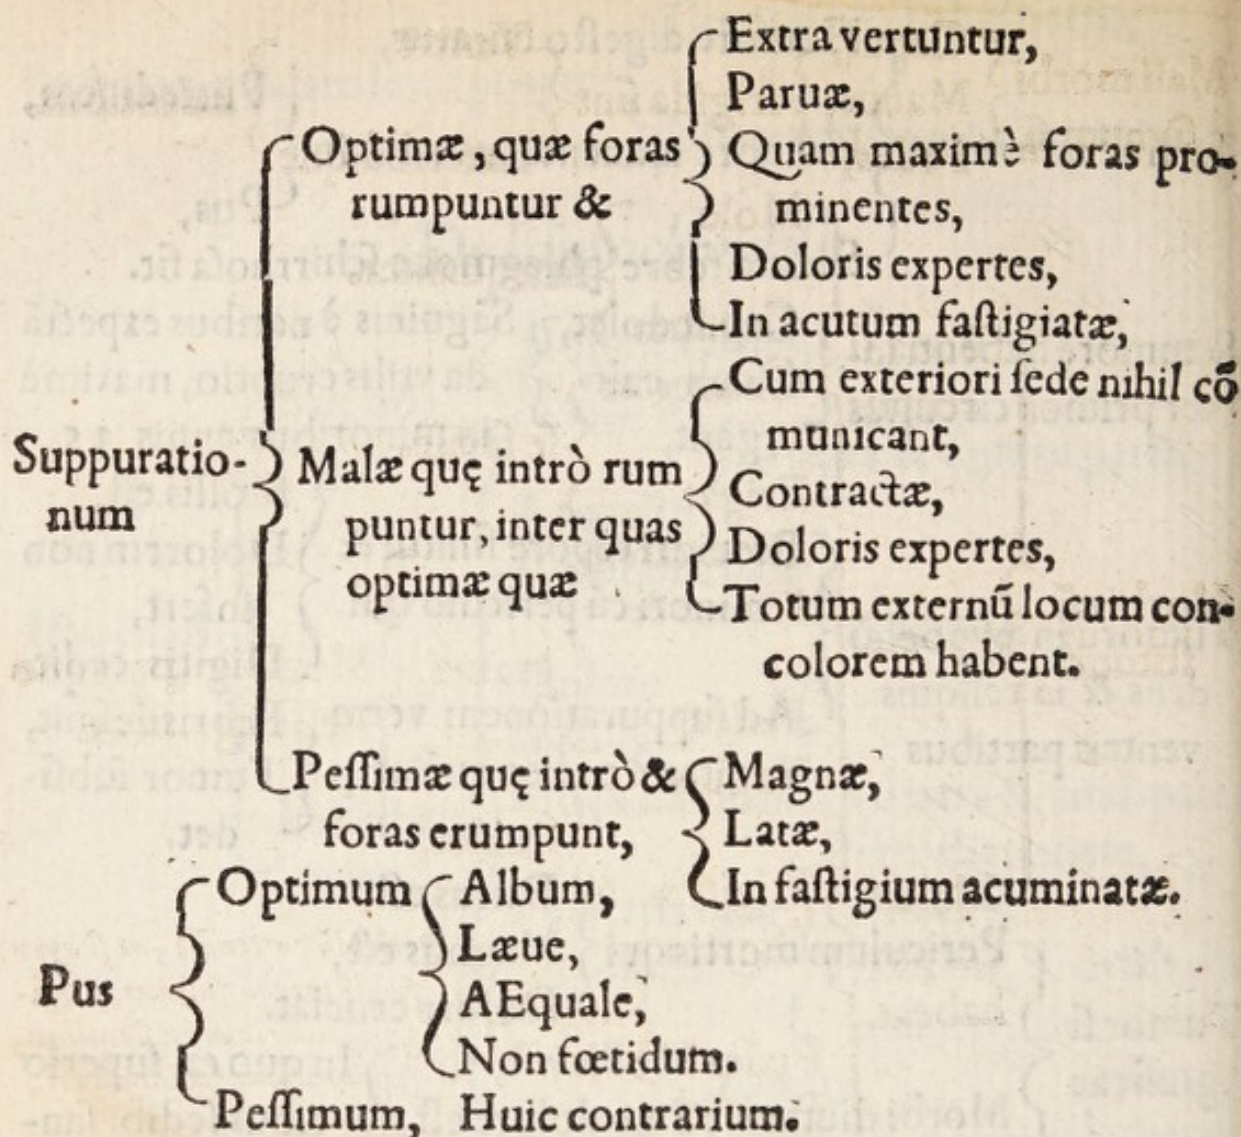 Suppuratio-
num
Optimæ, quæ foras
rumpuntur &
Extra vertuntur,
Paruæ,
Quam maximè foras pro-
minentes,
Doloris expertes,
In acutum faſtigiatæ,
Malæ quę intrò rum
puntur, inter quas
optimæ quæ
Cum exteriori ſede nihil cō
municant,
Contractæ,
Doloris expertes,
Totum externū locum con-
colorem habent.
Peſſimæ quę intrò &
foras erumpunt,
Magnæ,
Latæ,
In faſtigium acuminatæ.
Pus
Optimum
Album,
Læue,
AEquale,
Non fœtidum.
Peſſimum, Huic contrarium.